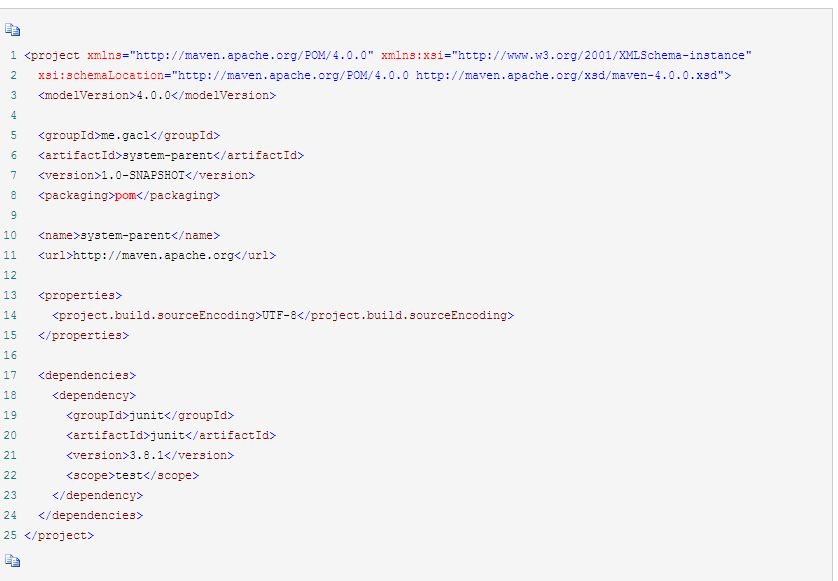 1 <project xmlns="http://maven.apache.org/POM/4.0.0" xmlns:xsi="http://www.w3.org/2001/XMLSchema-instance"
2   xsi:schemaLocation="http://maven.apache.org/POM/4.0.0 http://maven.apache.org/xsd/maven-4.0.0.xsd">
3   <modelVersion>4.0.0</modelVersion>
4
5   <groupId>me.gacl</groupId>
6   <artifactId>system-parent</artifactId>
7   <version>1.0-SNAPSHOT</version>
8   <packaging>pom</packaging>
9
10   <name>system-parent</name>
11   <url>http://maven.apache.org</url>
12
13   <properties>
14     <project.build.sourceEncoding>UTF-8</project.build.sourceEncoding>
15   </properties>
16
17   <dependencies>
18     <dependency>
19       <groupId>junit</groupId>
20       <artifactId>junit</artifactId>
21       <version>3.8.1</version>
22       <scope>test</scope>
23     </dependency>
24   </dependencies>
25 </project>